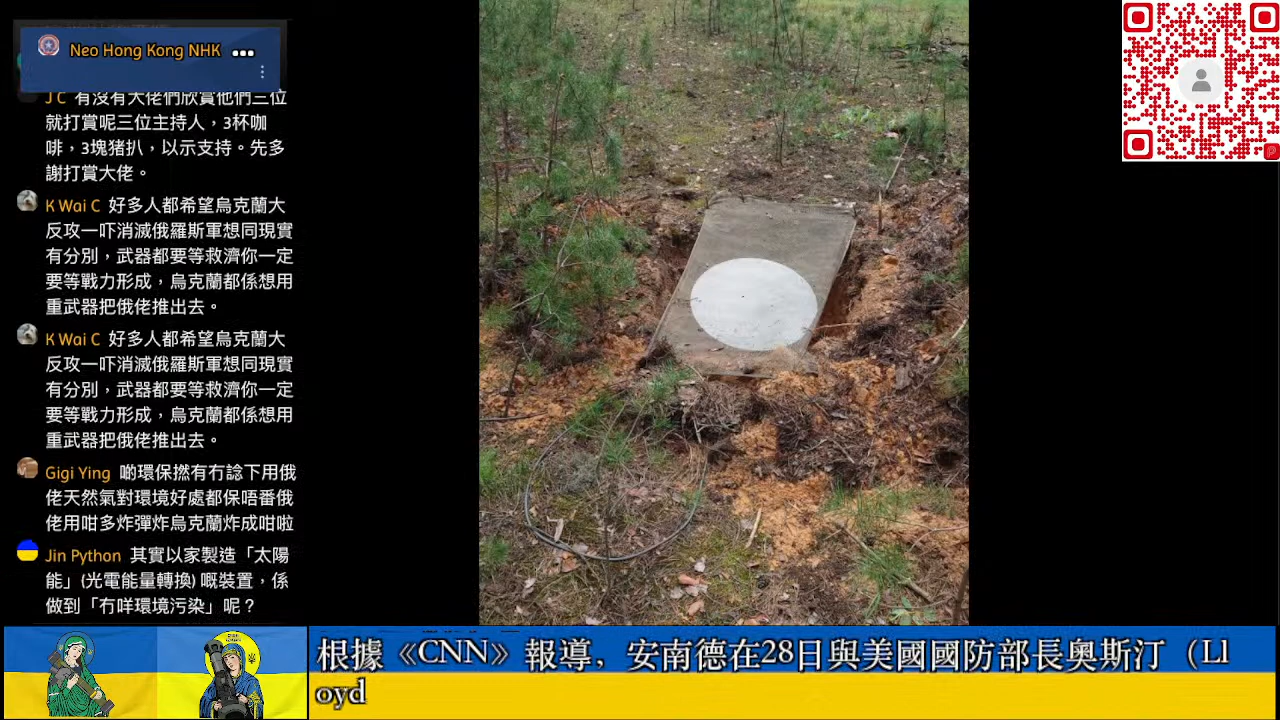 Neo Hong Kong NHK
J C 有沒有大佬們欣賞他們三位
就打賞呢三位主持人，3杯咖
啡，3塊猪扒，以示支持。先多
謝打賞大佬。
K Wai C 好多人都希望烏克蘭大
反攻一吓消滅俄羅斯軍想同現實
有分別，武器都要等救濟你一定
要等戰力形成，烏克蘭都係想用
重武器把俄佬推出去。
K Wai C 好多人都希望烏克蘭大
反攻一吓消滅俄羅斯軍想同現實
有分別，武器都要等救濟你一定
要等戰力形成，烏克蘭都係想用
重武器把俄佬推出去。
Gigi Ying 啲環保撚有冇諗下用俄
佬天然氣對環境好處都保唔番俄
佬用咁多炸彈炸烏克蘭炸成咁啦
Jin Python 其實以家製造「太陽
能」(光電能量轉換) 嘅裝置，係
做到「冇咩環境污染」呢？
根據《CNN》報導，安南德在28日與美國國防部長奧斯汀（Ll
oyd